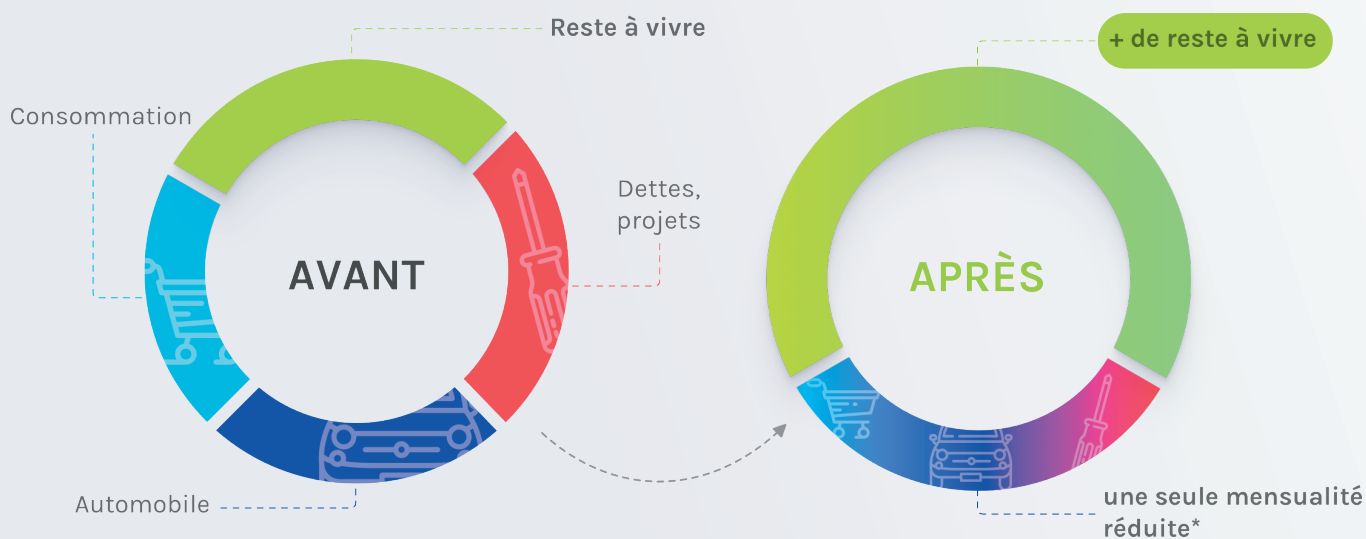 Reste à vivre
Consommation
Dettes,
projets
AVANT
Automobile
+ de reste à vivre
APRÈS
une seule mensualité
réduite*